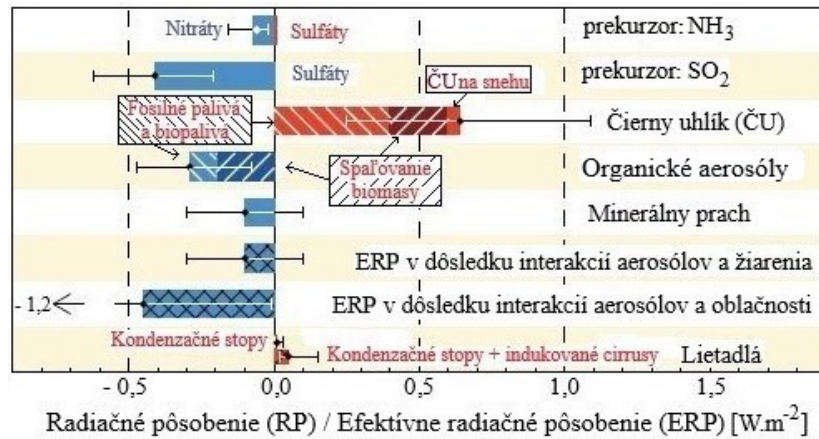 Nitráty Sulfáty prekurzor: NH₃
Sulfáty prekurzor: SO₂
ČU na snehu
Fosilné palivá
a biopalivá
Čierny uhlík (ČU)
Spaľovanie
biomasy
Organické aerosóly
Minerálny prach
ERP v dôsledku interakcií aerosólov a žiarenia
- 1,2 ERP v dôsledku interakcií aerosólov a oblačnosti
Kondenzačné stopy
Kondenzačné stopy + indukované cirrusy Lietadlá
- 0,5 0,0 0,5 1,0 1,5
Radiačné pôsobenie (RP) / Efektívne radiačné pôsobenie (ERP) [W.m⁻²]